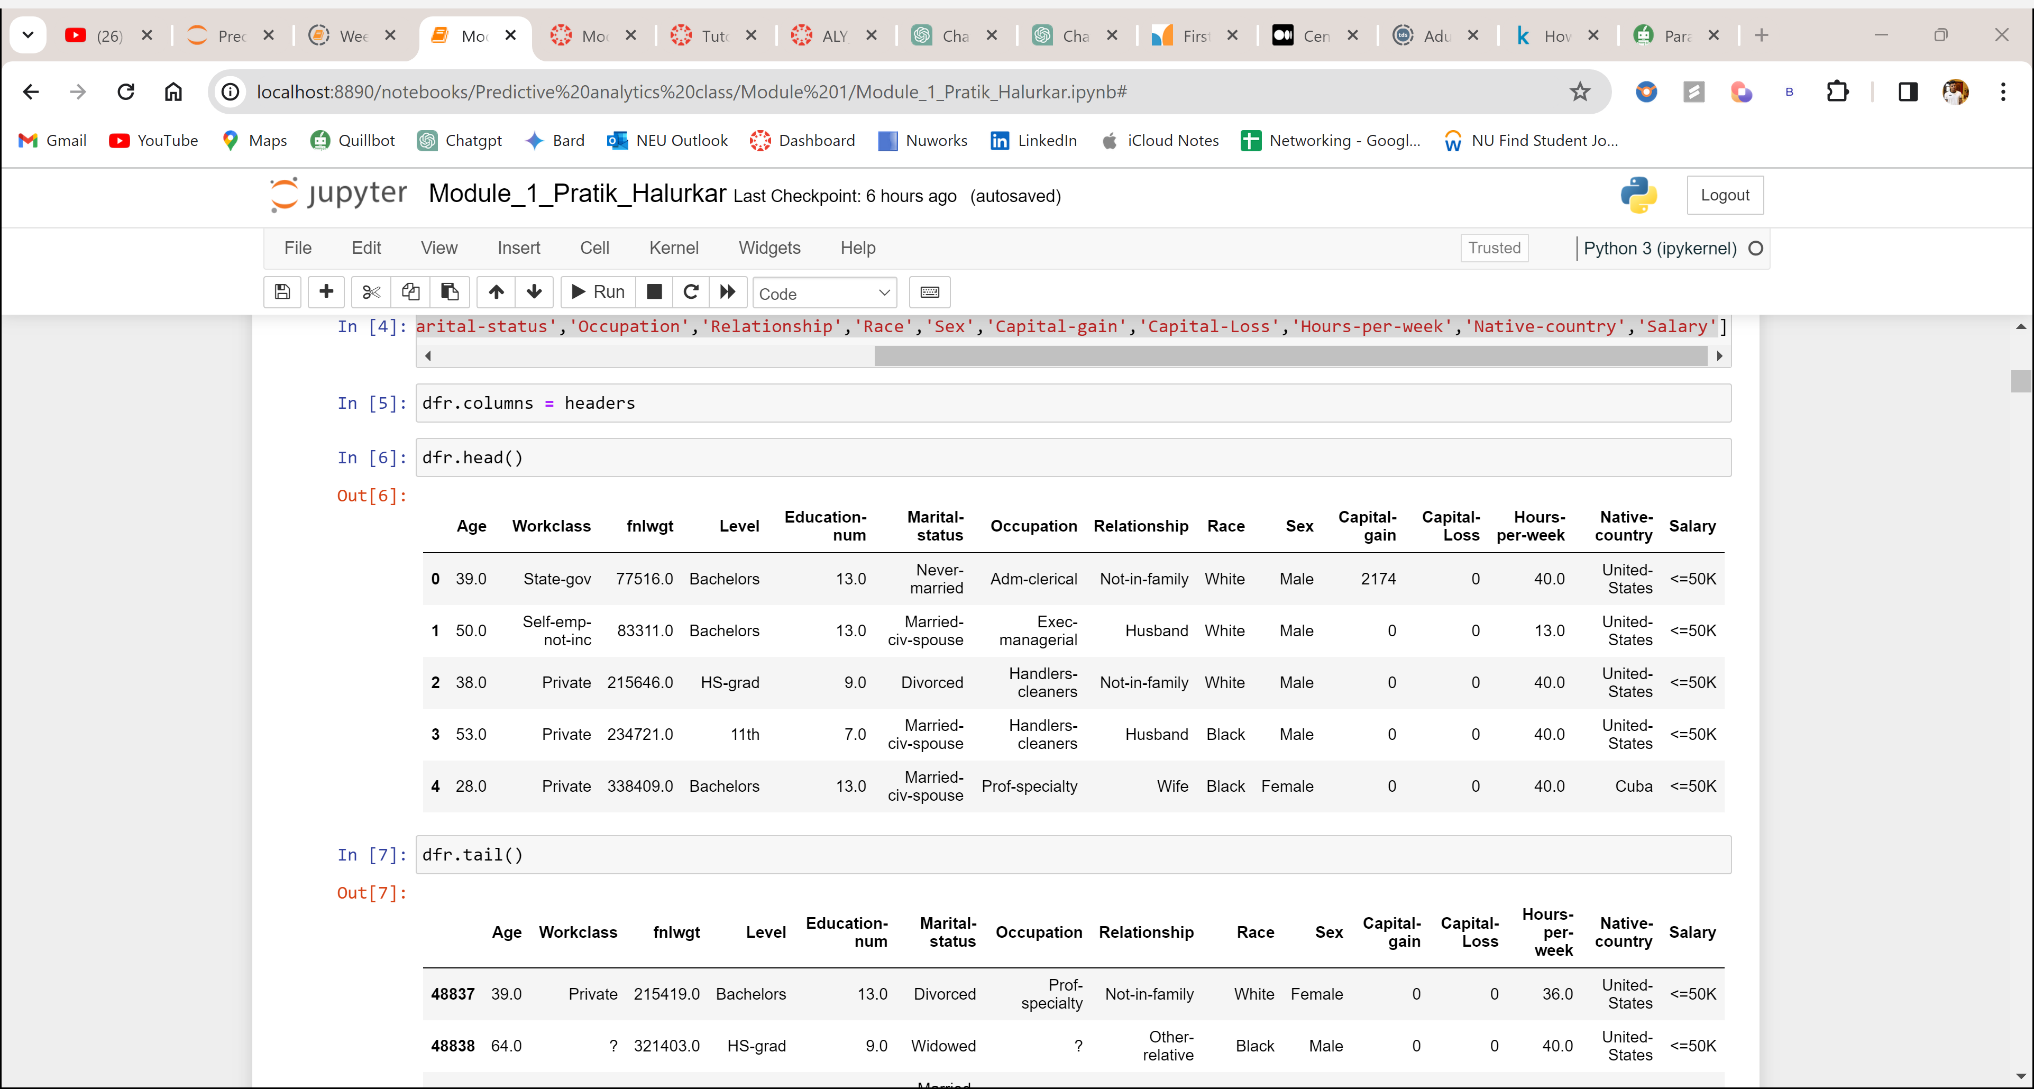 (26)
Prec
Wee
Mod
Mod
Tuto
ALY_
Cha
Cha
First
Cen
Adu
How
Para
localhost:8890/notebooks/Predictive%20analytics%20class/Module%201/Module_1_Pratik_Halurkar.ipynb#
B
Gmail YouTube Maps Quillbot Chatgpt Bard NEU Outlook Dashboard Nuworks LinkedIn iCloud Notes Networking - Googl... NU Find Student Jo...
jupyter Module_1_Pratik_Halurkar Last Checkpoint: 6 hours ago (autosaved)
Logout
File Edit View Insert Cell Kernel Widgets Help
Trusted
Python 3 (ipykernel)
Run
Code
In [4]: arital-status','Occupation','Relationship','Race','Sex','Capital-gain','Capital-Loss','Hours-per-week','Native-country','Salary']
In [5]: dfr.columns = headers
In [6]: dfr.head()
Out[6]:
Age Workclass fnlwgt Level Education-num Marital-status Occupation Relationship Race Sex Capital-gain Capital-Loss Hours-per-week Native-country Salary
0 39.0 State-gov 77516.0 Bachelors 13.0 Never-married Adm-clerical Not-in-family White Male 2174 0 40.0 United-States <=50K
1 50.0 Self-emp-not-inc 83311.0 Bachelors 13.0 Married-civ-spouse Exec-managerial Husband White Male 0 0 13.0 United-States <=50K
2 38.0 Private 215646.0 HS-grad 9.0 Divorced Handlers-cleaners Not-in-family White Male 0 0 40.0 United-States <=50K
3 53.0 Private 234721.0 11th 7.0 Married-civ-spouse Handlers-cleaners Husband Black Male 0 0 40.0 United-States <=50K
4 28.0 Private 338409.0 Bachelors 13.0 Married-civ-spouse Prof-specialty Wife Black Female 0 0 40.0 Cuba <=50K
In [7]: dfr.tail()
Out[7]:
Age Workclass fnlwgt Level Education-num Marital-status Occupation Relationship Race Sex Capital-gain Capital-Loss Hours-per-week Native-country Salary
48837 39.0 Private 215419.0 Bachelors 13.0 Divorced Prof-specialty Not-in-family White Female 0 0 36.0 United-States <=50K
48838 64.0 ? 321403.0 HS-grad 9.0 Widowed ? Other-relative Black Male 0 0 40.0 United-States <=50K
Married-